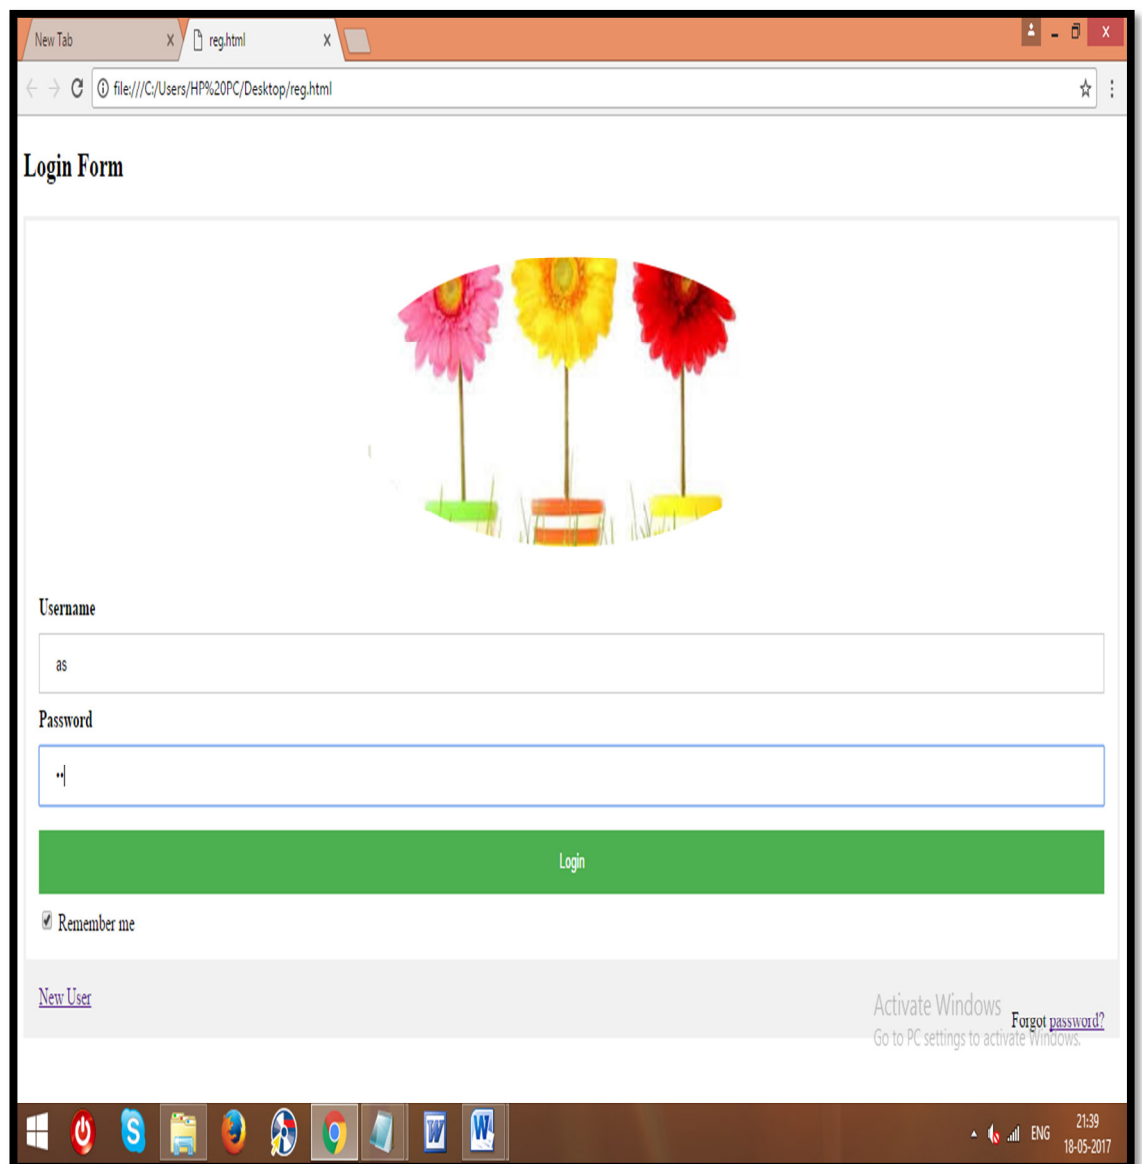 New Tab
reg.html
file:///C:/Users/HP%20PC/Desktop/reg.html
Login Form
Username
as
Password
••
Login
Remember me
New User
Activate Windows
Forgot password?
Go to PC settings to activate Windows.
ENG
21:39
18-05-2017